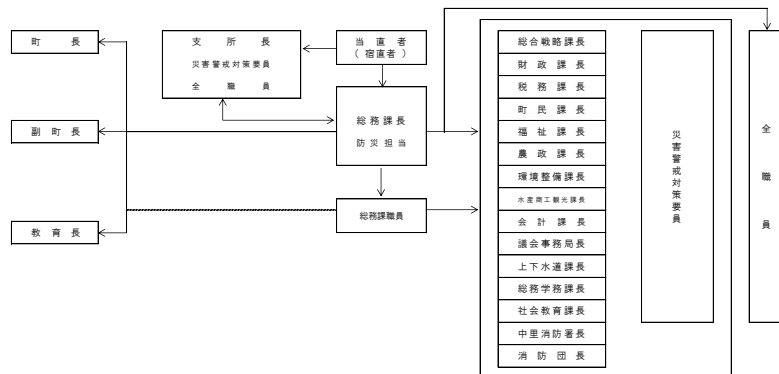 町長
副町長
教育長
支所長
災害警戒対策要員
全職員
当直者
(宿直者)
総務課長
防災担当
総務課職員
総合戦略課長
財政課長
税務課長
町民課長
福祉課長
農政課長
環境整備課長
水産商工観光課長
会計課長
議会事務局長
上下水道課長
総務学務課長
社会教育課長
中里消防署長
消防団長
災害警戒対策要員
全職員